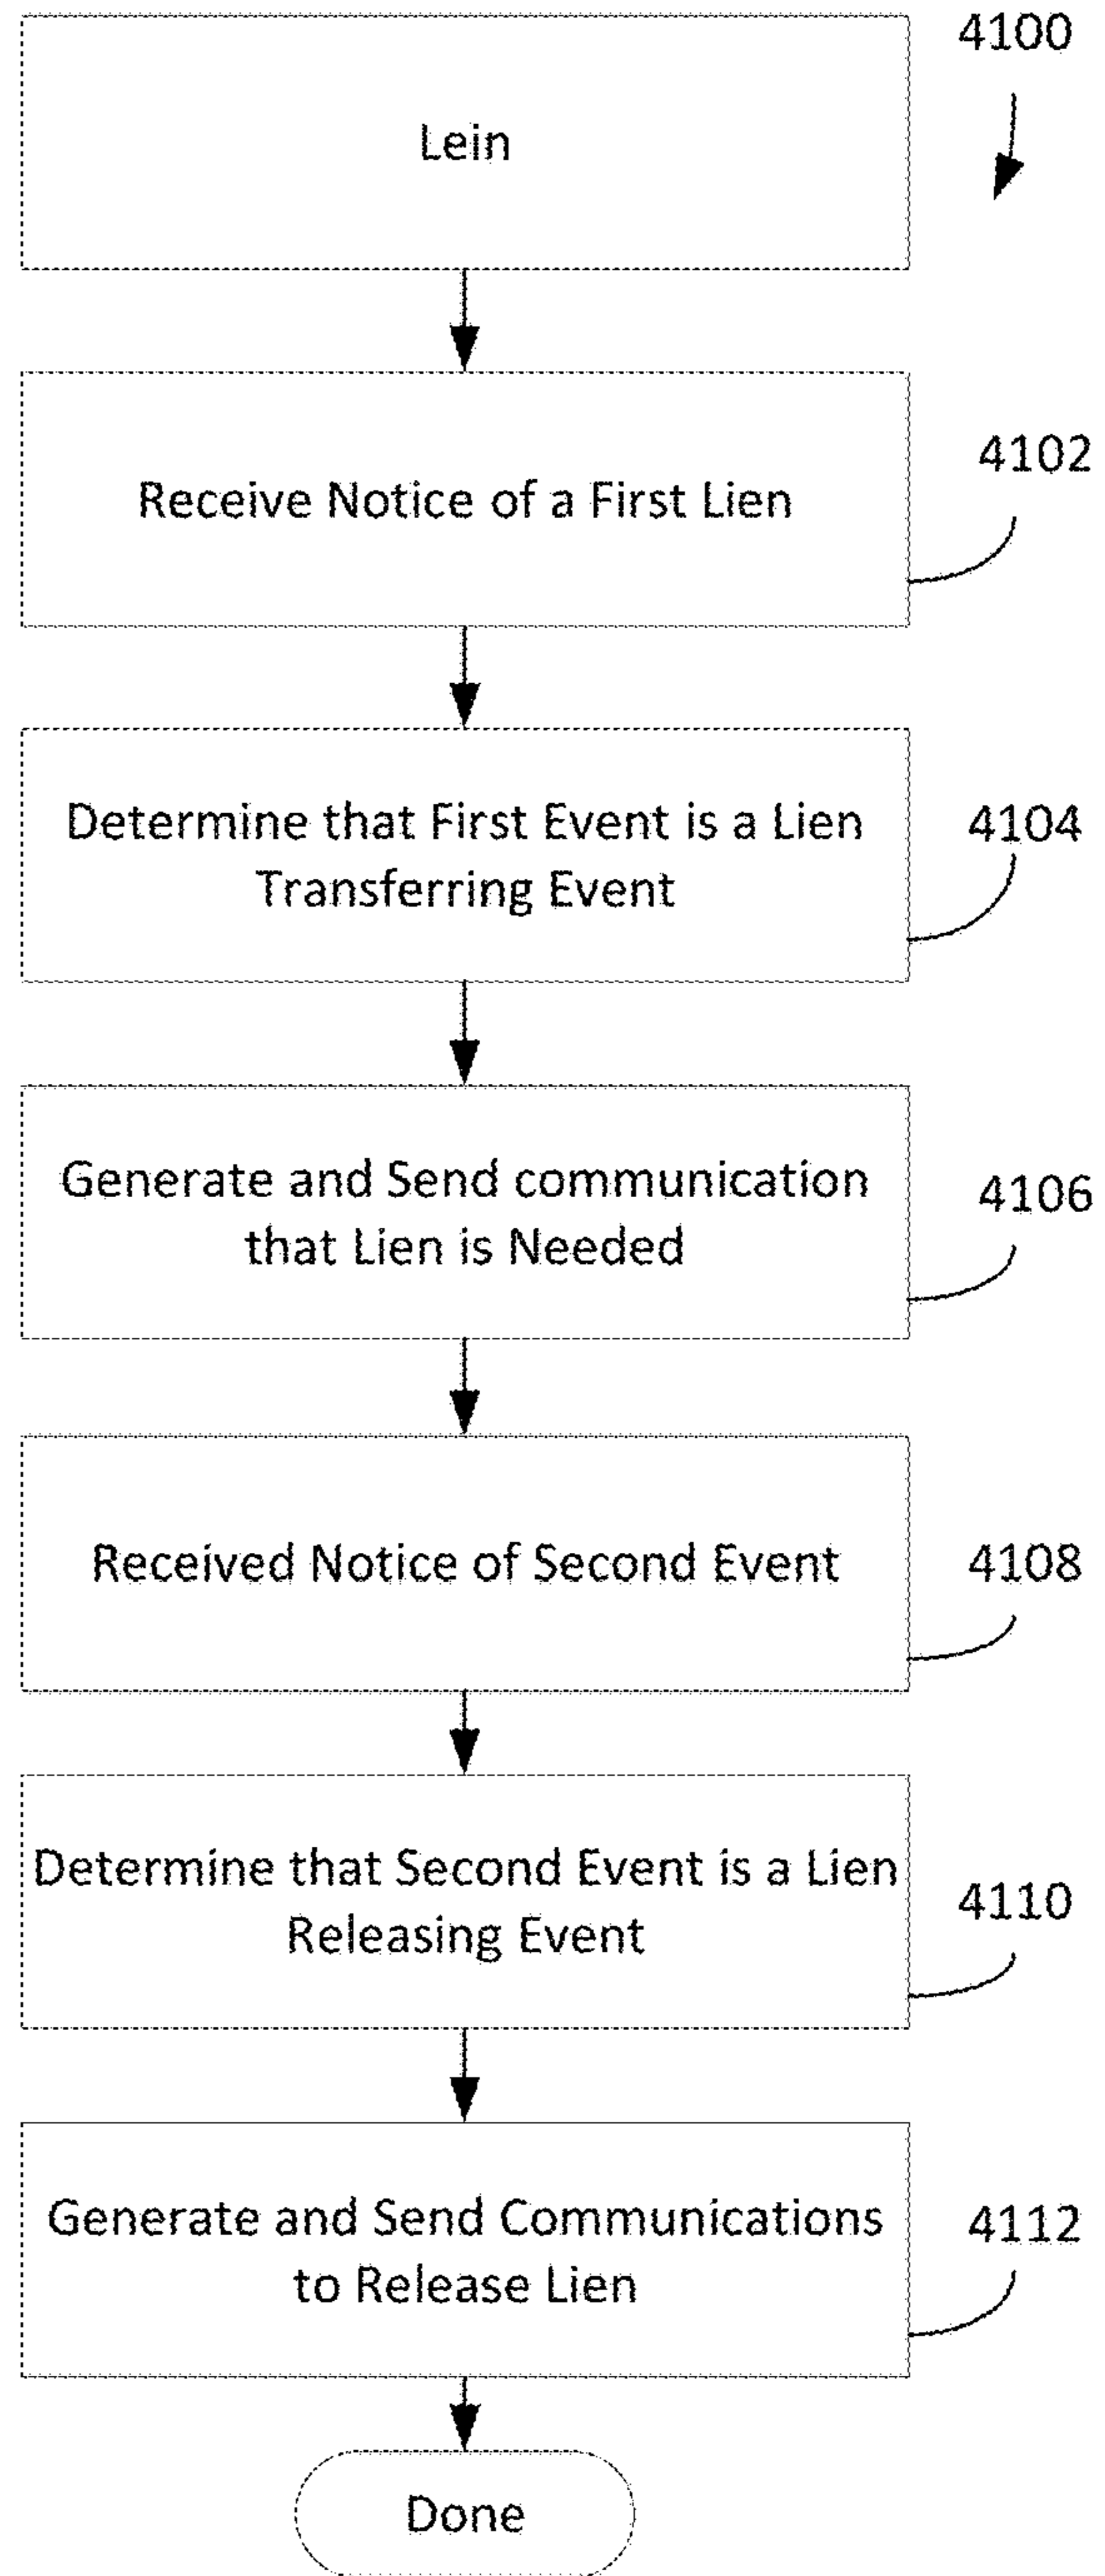 4100
Lein
4102
Receive Notice of a First Lien
4104
Determine that First Event is a Lien
Transferring Event
4106
Generate and Send communication
that Lien is Needed
4108
Received Notice of Second Event
4110
Determine that Second Event is a Lien
Releasing Event
4112
Generate and Send Communications
to Release Lien
Done